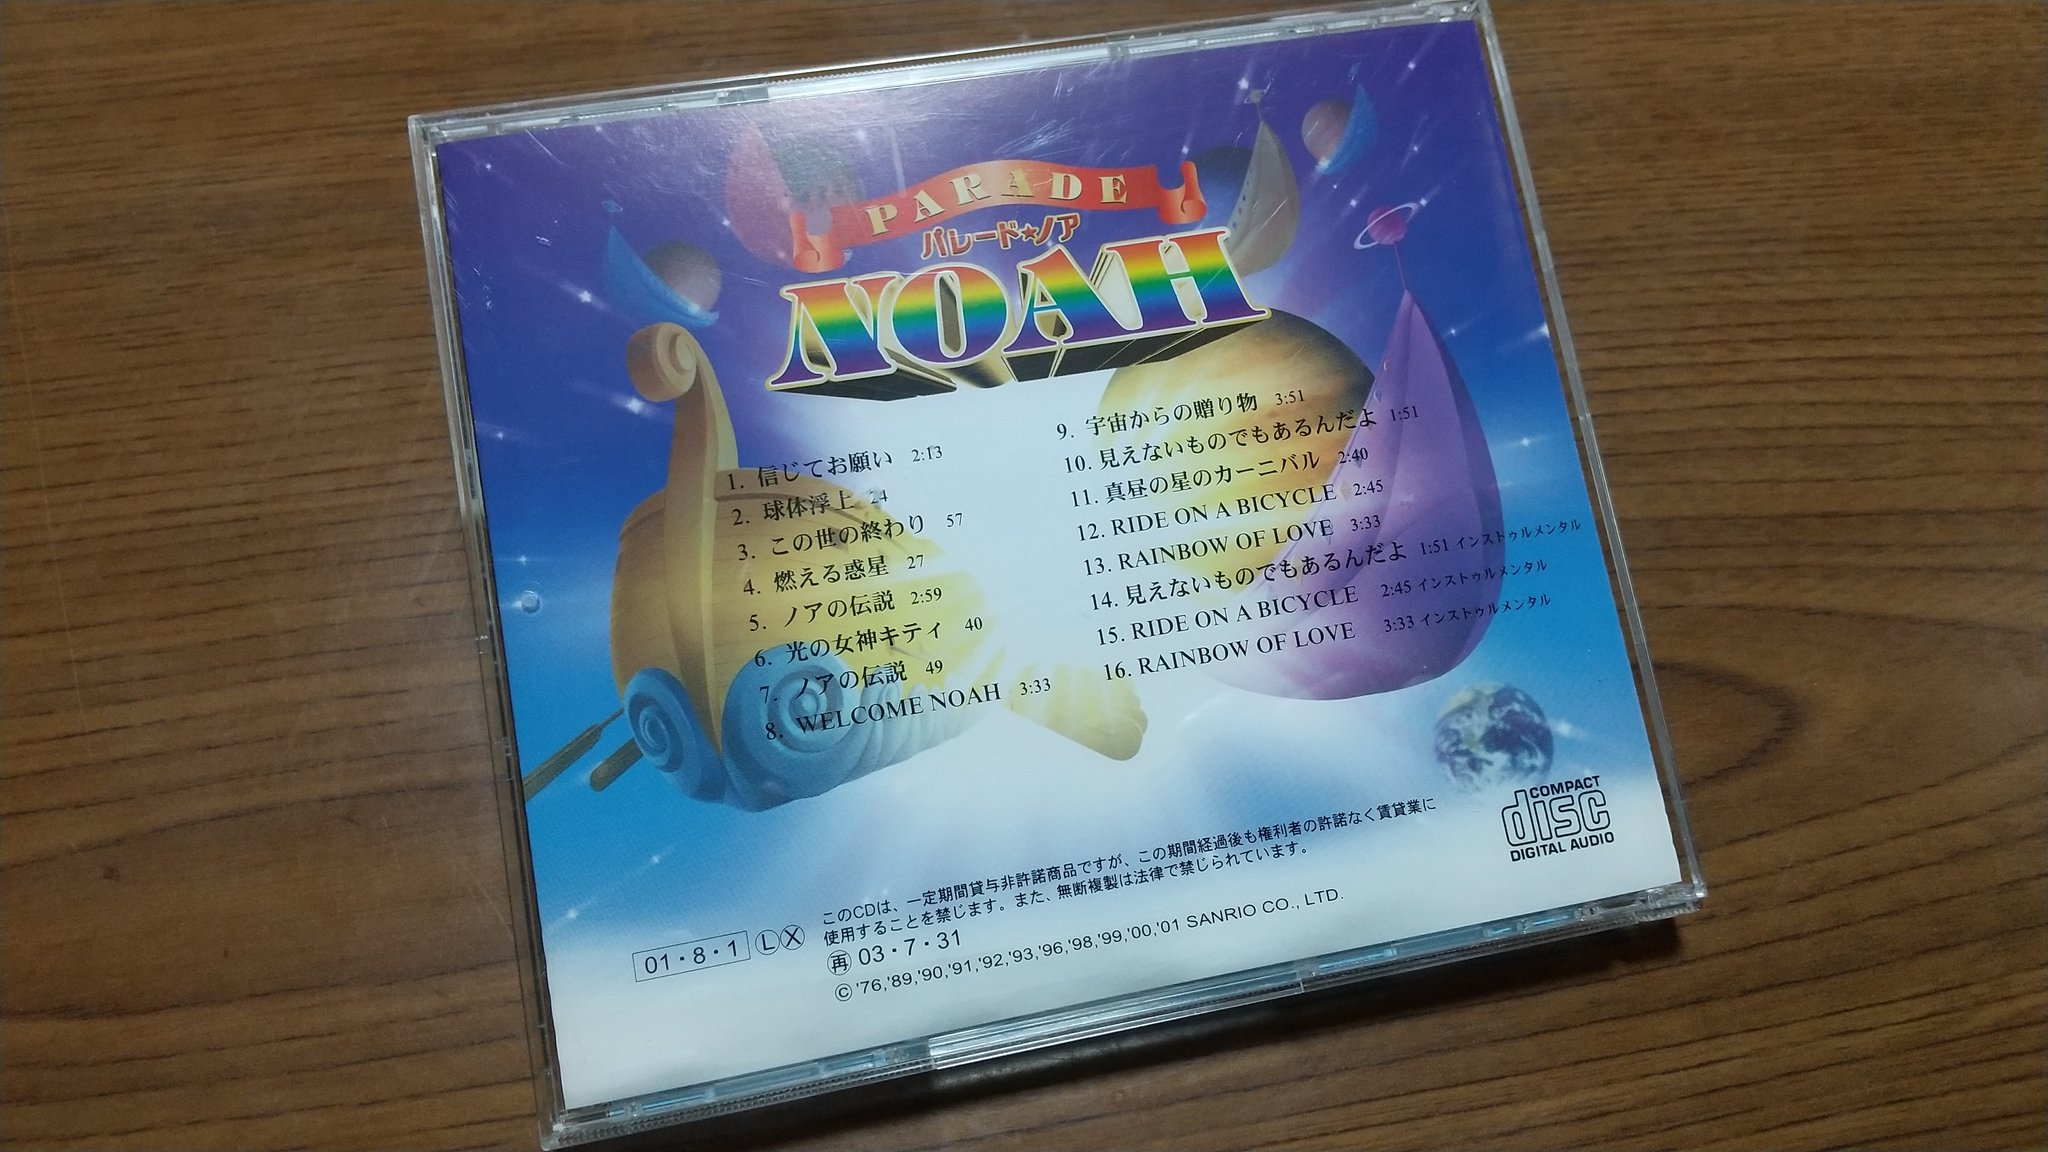 PARADE
パレード★ノア
NOAH
1. 信じてお願い 2:13
2. 球体浮上 24
3. この世の終わり 57
4. 燃える惑星 27
5. ノアの伝説 2:59
6. 光の女神キティ 40
7. ノアの伝説 49
8. WELCOME NOAH 3:33
9. 宇宙からの贈り物 3:51
10. 見えないものでもあるんだよ 1:51
11. 真昼の星のカーニバル 2:40
12. RIDE ON A BICYCLE 2:45
13. RAINBOW OF LOVE 3:33
14. 見えないものでもあるんだよ 1:51 インストゥルメンタル
15. RIDE ON A BICYCLE 2:45 インストゥルメンタル
16. RAINBOW OF LOVE 3:33 インストゥルメンタル
COMPACT
disc
DIGITAL AUDIO
01・8・1 Ⓛ Ⓧ
このCDは、一定期間貸与非許諾商品ですが、この期間経過後も権利者の許諾なく賃貸業に
使用することを禁じます。また、無断複製は法律で禁じられています。
㊢ 03・7・31
© '76,'89,'90,'91,'92,'93,'96,'98,'99,'00,'01 SANRIO CO., LTD.